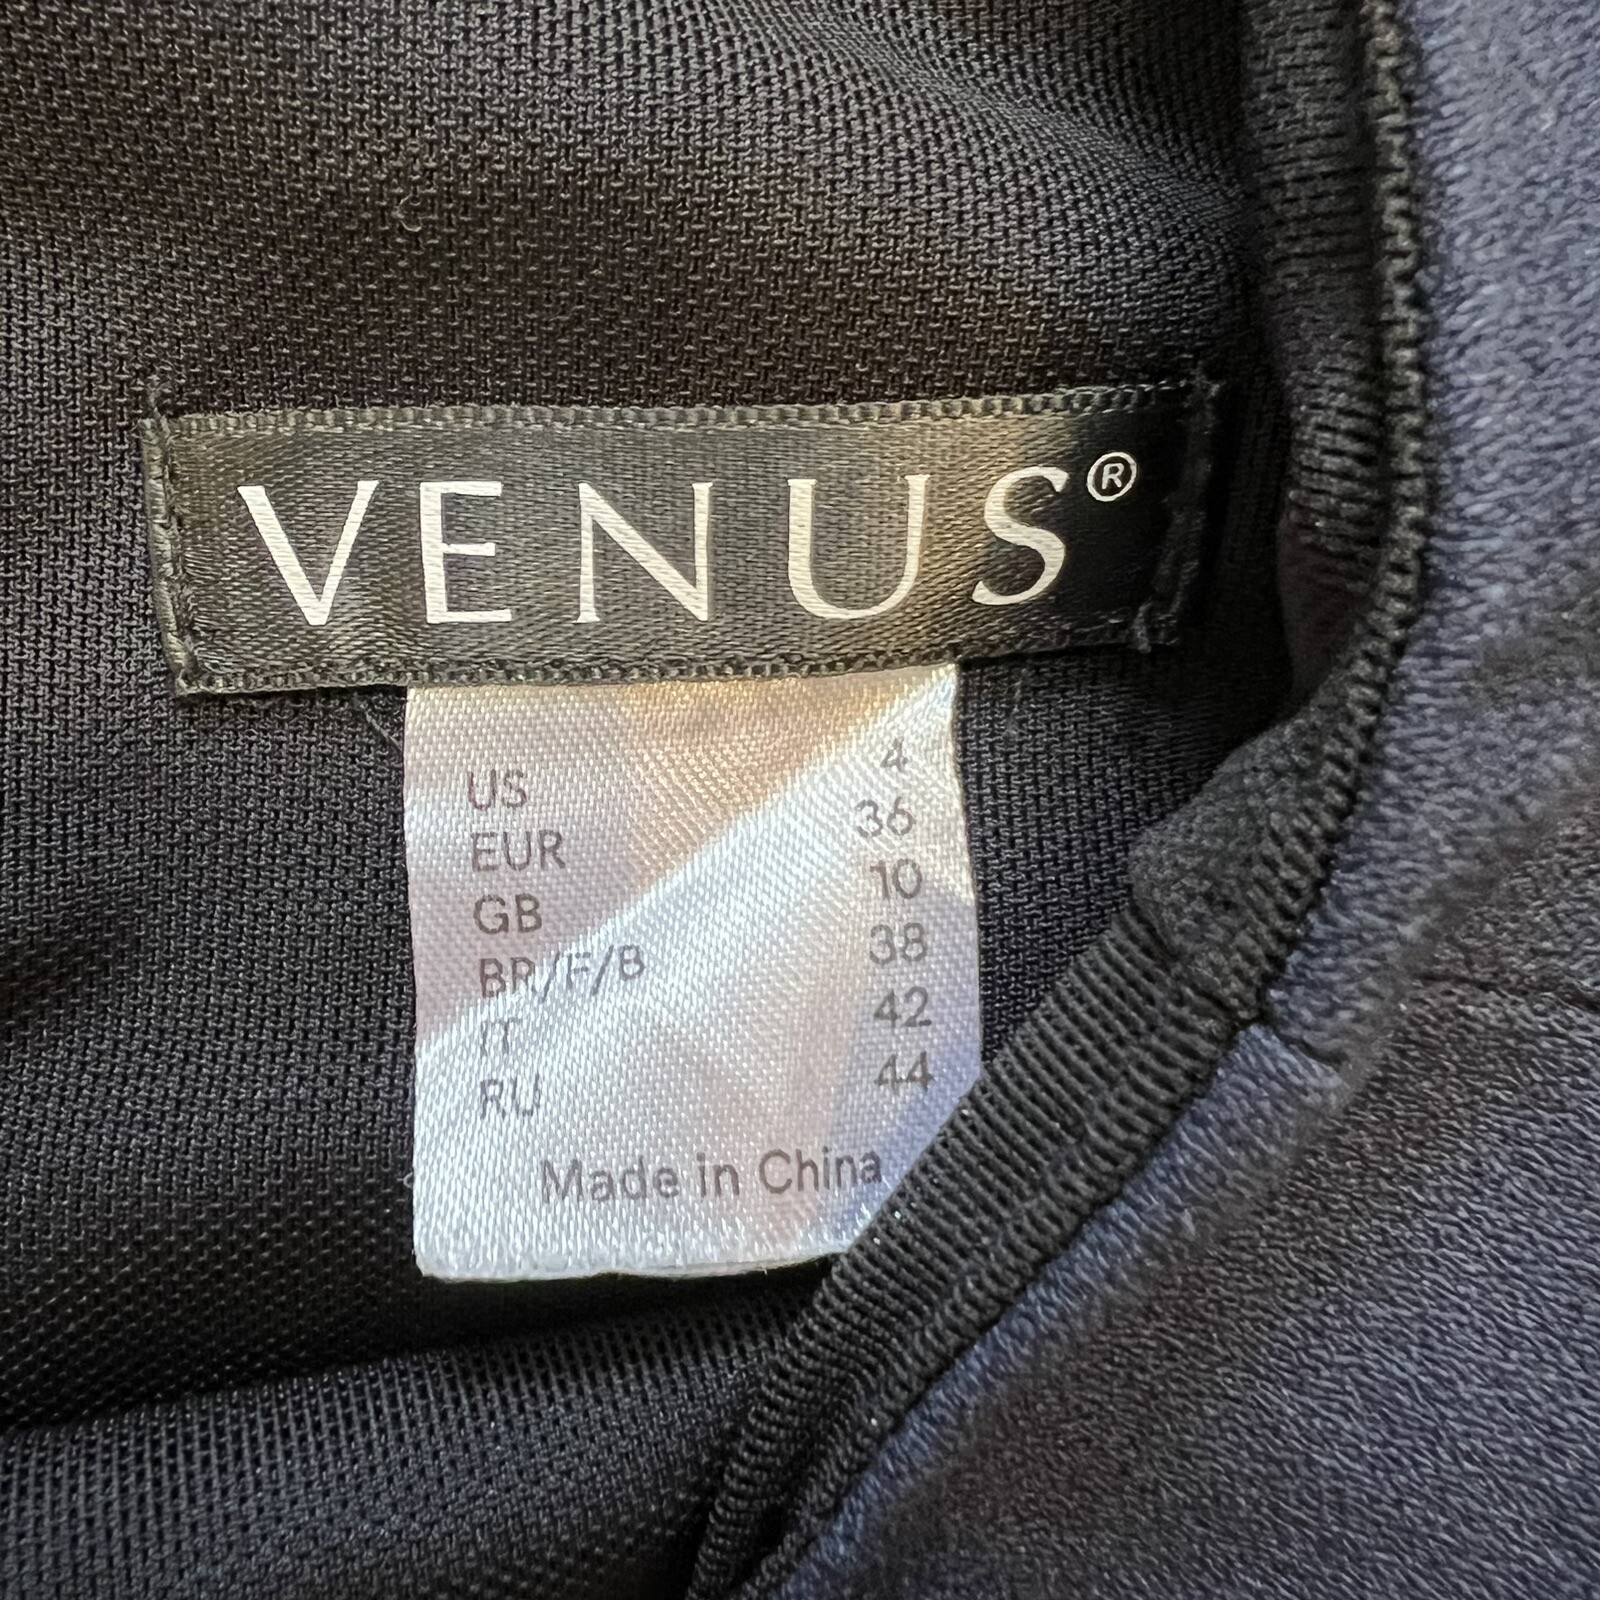 VENUS®
US 4
EUR 36
GB 10
BR/F/B 38
IT 42
RU 44
Made in China